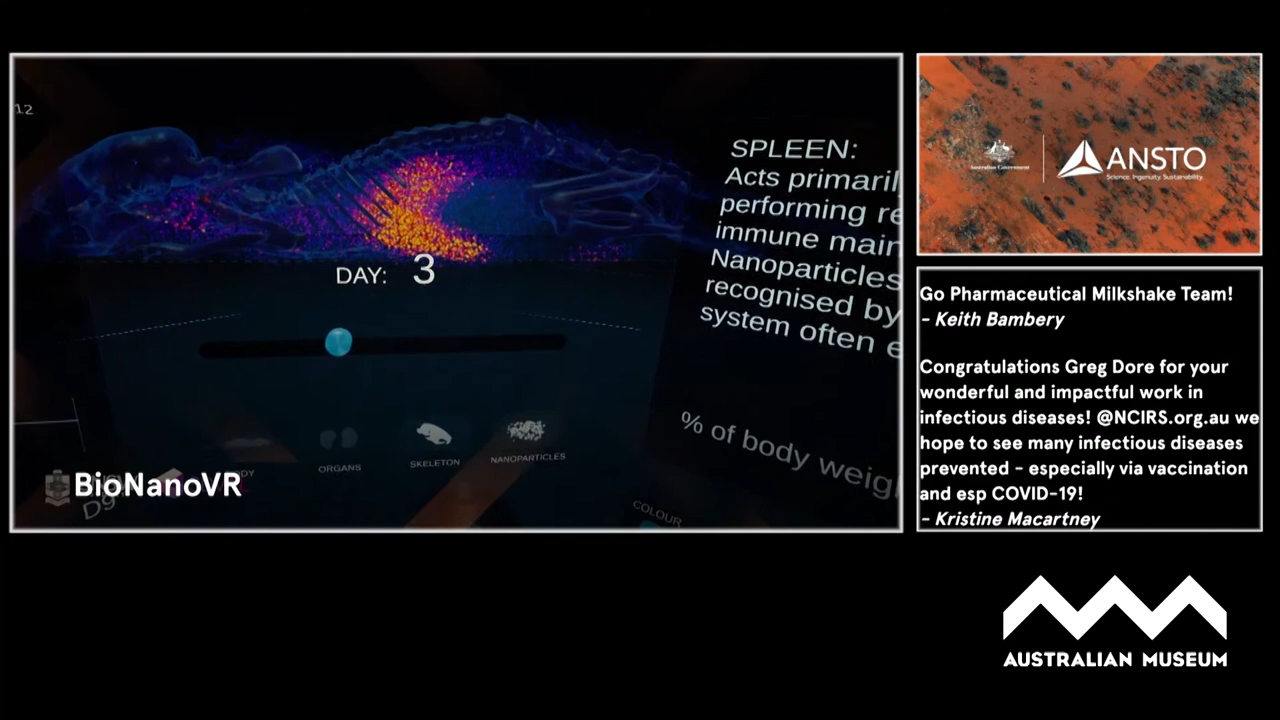 12
SPLEEN:
Acts primaril
performing re
immune main
Nanoparticles
recognised by
system often e
DAY: 3
% of body weigh
ORGANS
SKELETON
NANOPARTICLES
COLOUR
BioNanoVR
Australian Government
ANSTO
Science. Ingenuity. Sustainability.
Go Pharmaceutical Milkshake Team!
- Keith Bambery
Congratulations Greg Dore for your
wonderful and impactful work in
infectious diseases! @NCIRS.org.au we
hope to see many infectious diseases
prevented - especially via vaccination
and esp COVID-19!
- Kristine Macartney
AUSTRALIAN MUSEUM